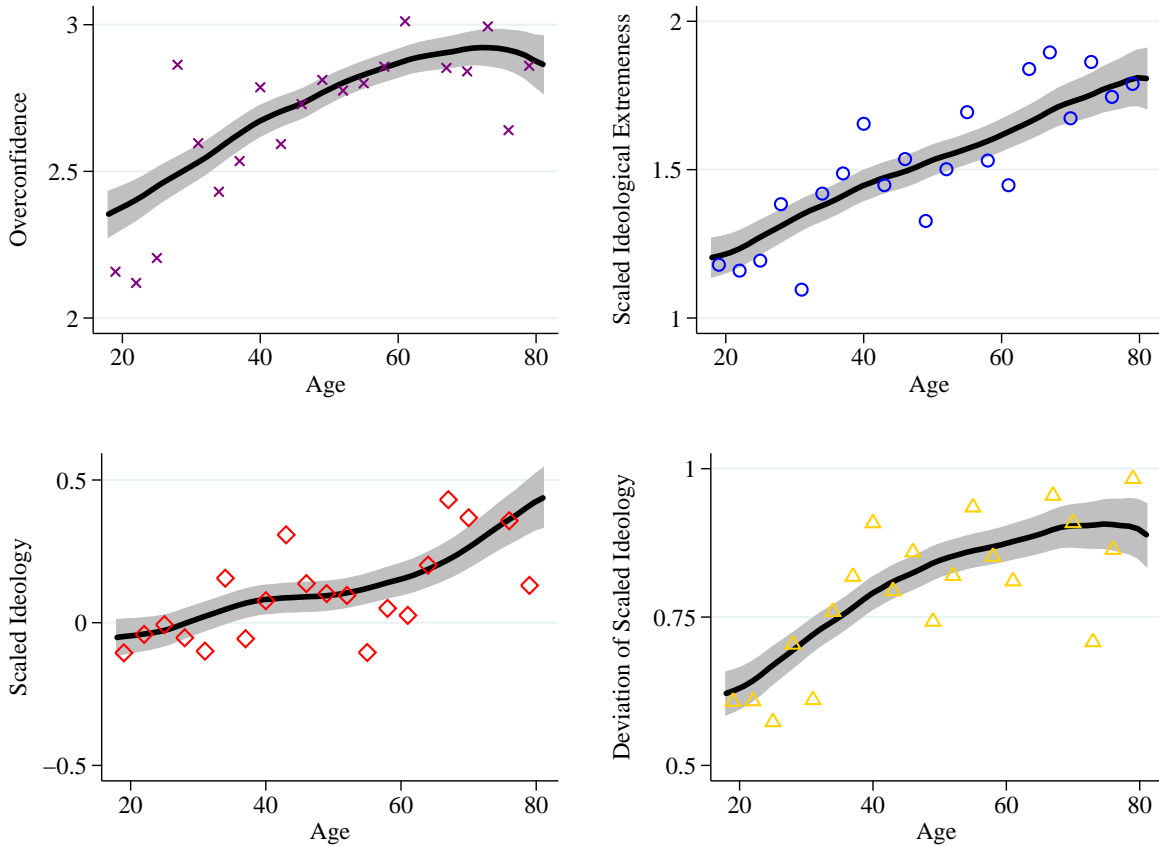 Overconfidence
3
2.5
2
20 40 60 80
Age
Scaled Ideological Extremeness
2
1.5
1
20 40 60 80
Age
Scaled Ideology
0.5
0
−0.5
20 40 60 80
Age
Deviation of Scaled Ideology
1
0.75
0.5
20 40 60 80
Age